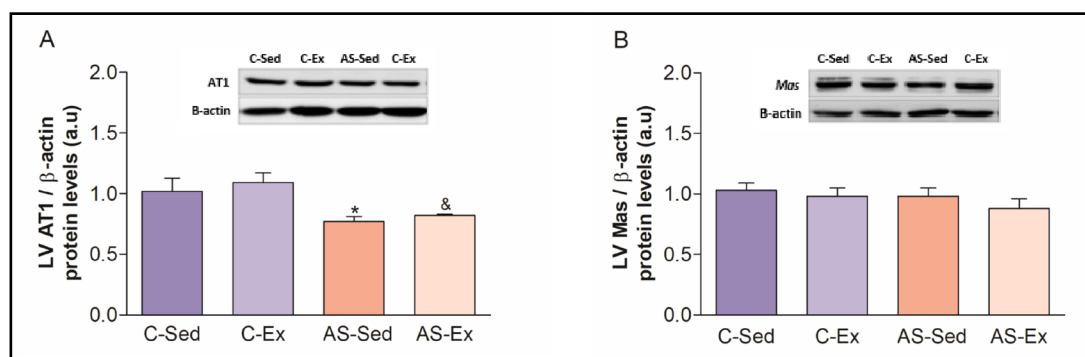 A
C-Sed C-Ex AS-Sed C-Ex
AT1
B-actin
LV AT1 / β-actin
protein levels (a.u)
2.0
1.5
1.0
0.5
0.0
*
&
C-Sed C-Ex AS-Sed AS-Ex
B
C-Sed C-Ex AS-Sed C-Ex
Mas
B-actin
LV Mas / β-actin
protein levels (a.u)
2.0
1.5
1.0
0.5
0.0
C-Sed C-Ex AS-Sed AS-Ex